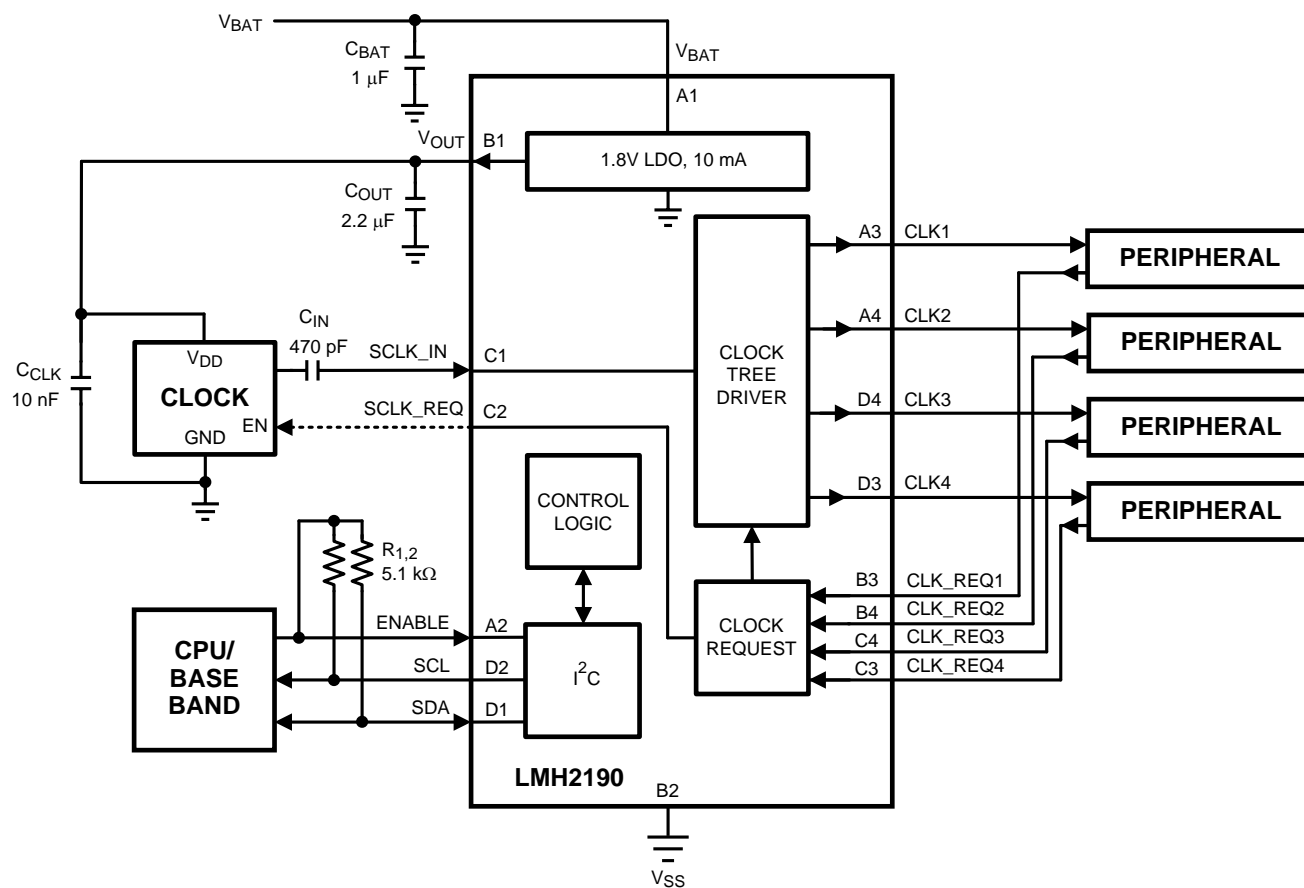 VBAT
CBAT
1 μF
VBAT
A1
VOUT
B1
1.8V LDO, 10 mA
COUT
2.2 μF
A3
CLK1
PERIPHERAL
A4
CLK2
PERIPHERAL
CIN
470 pF
SCLK_IN
C1
VDD
CLOCK
EN
GND
CCLK
10 nF
SCLK_REQ
C2
CLOCK
TREE
DRIVER
D4
CLK3
PERIPHERAL
D3
CLK4
PERIPHERAL
CONTROL
LOGIC
R1,2
5.1 kΩ
B3
CLK_REQ1
B4
CLK_REQ2
C4
CLK_REQ3
C3
CLK_REQ4
CLOCK
REQUEST
CPU/
BASE
BAND
ENABLE
A2
SCL
D2
SDA
D1
I²C
LMH2190
B2
VSS